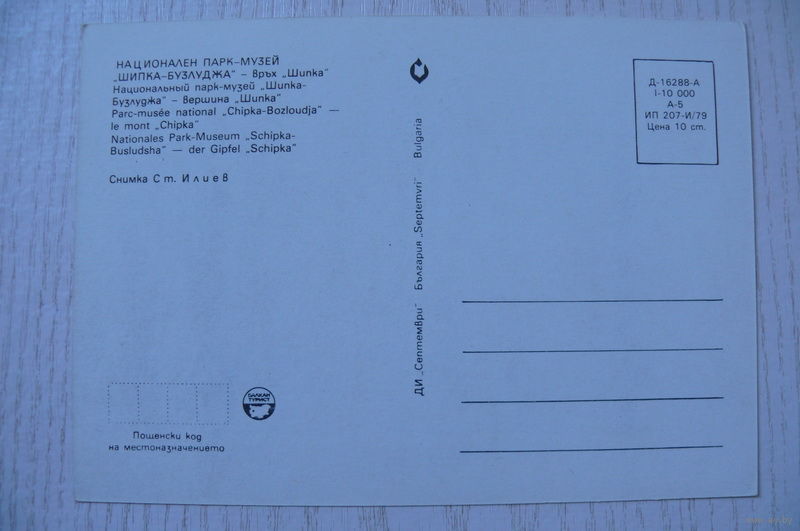 НАЦИОНАЛЕН ПАРК-МУЗЕЙ
„ШИПКА-БУЗЛУДЖА“ – връх „Шипка“
Национальный парк-музей „Шипка-
Бузлуджа“ – вершина „Шипка“
Parc-musée national „Chipka-Bozloudja“ —
le mont „Chipka“
Nationales Park-Museum „Schipka-
Busludsha“ — der Gipfel „Schipka“
Снимка Ст. Илиев
БАЛКАН
ТУРИСТ
Пощенски код
на местоназначението
ДИ „Септември“ България „Septemvri“ Bulgaria
Д-16288-А
I-10 000
А-5
ИП 207-И/79
Цена 10 ст.